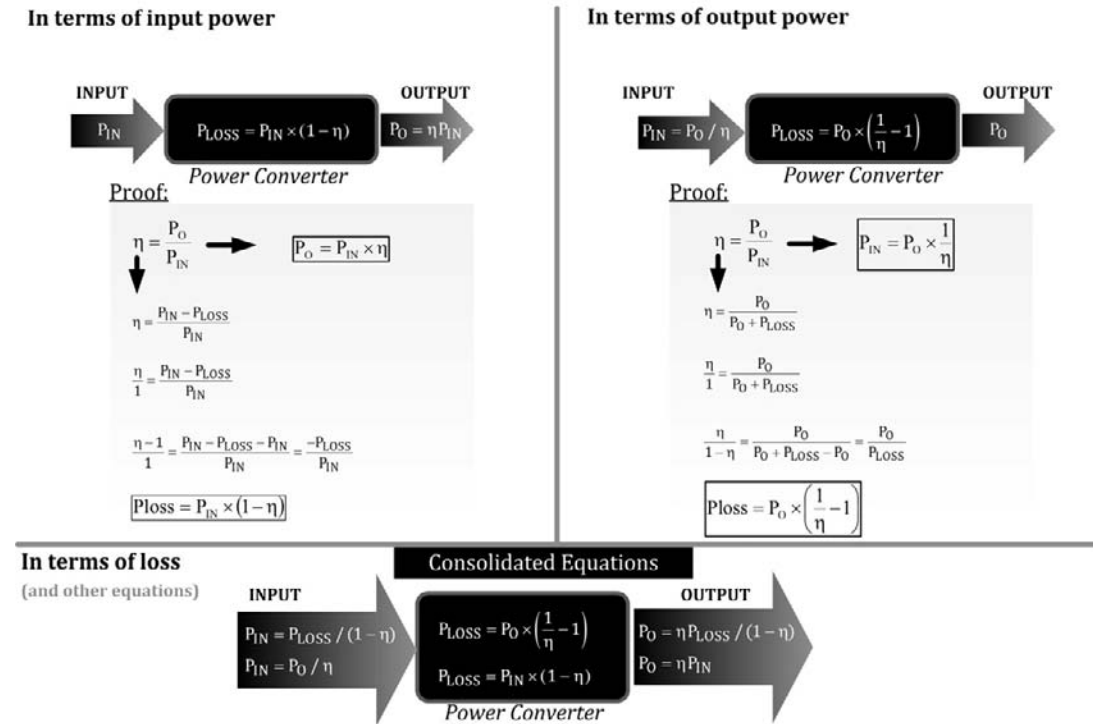 In terms of input power
INPUT
P_IN
P_LOSS = P_IN × (1 − η)
OUTPUT
P_O = ηP_IN
Power Converter
Proof:
η = P_O / P_IN
P_O = P_IN × η
η = (P_IN − P_LOSS) / P_IN
η/1 = (P_IN − P_LOSS) / P_IN
(η − 1)/1 = (P_IN − P_LOSS − P_IN) / P_IN = −P_LOSS / P_IN
Ploss = P_IN × (1 − η)
In terms of output power
INPUT
P_IN = P_O / η
P_LOSS = P_O × (1/η − 1)
OUTPUT
P_O
Power Converter
Proof:
η = P_O / P_IN
P_IN = P_O × 1/η
η = P_O / (P_O + P_LOSS)
η/1 = P_O / (P_O + P_LOSS)
η/(1 − η) = P_O / (P_O + P_LOSS − P_O) = P_O / P_LOSS
Ploss = P_O × (1/η − 1)
In terms of loss
(and other equations)
Consolidated Equations
INPUT
P_IN = P_LOSS / (1 − η)
P_IN = P_O / η
P_LOSS = P_O × (1/η − 1)
P_LOSS = P_IN × (1 − η)
Power Converter
OUTPUT
P_O = ηP_LOSS / (1 − η)
P_O = ηP_IN